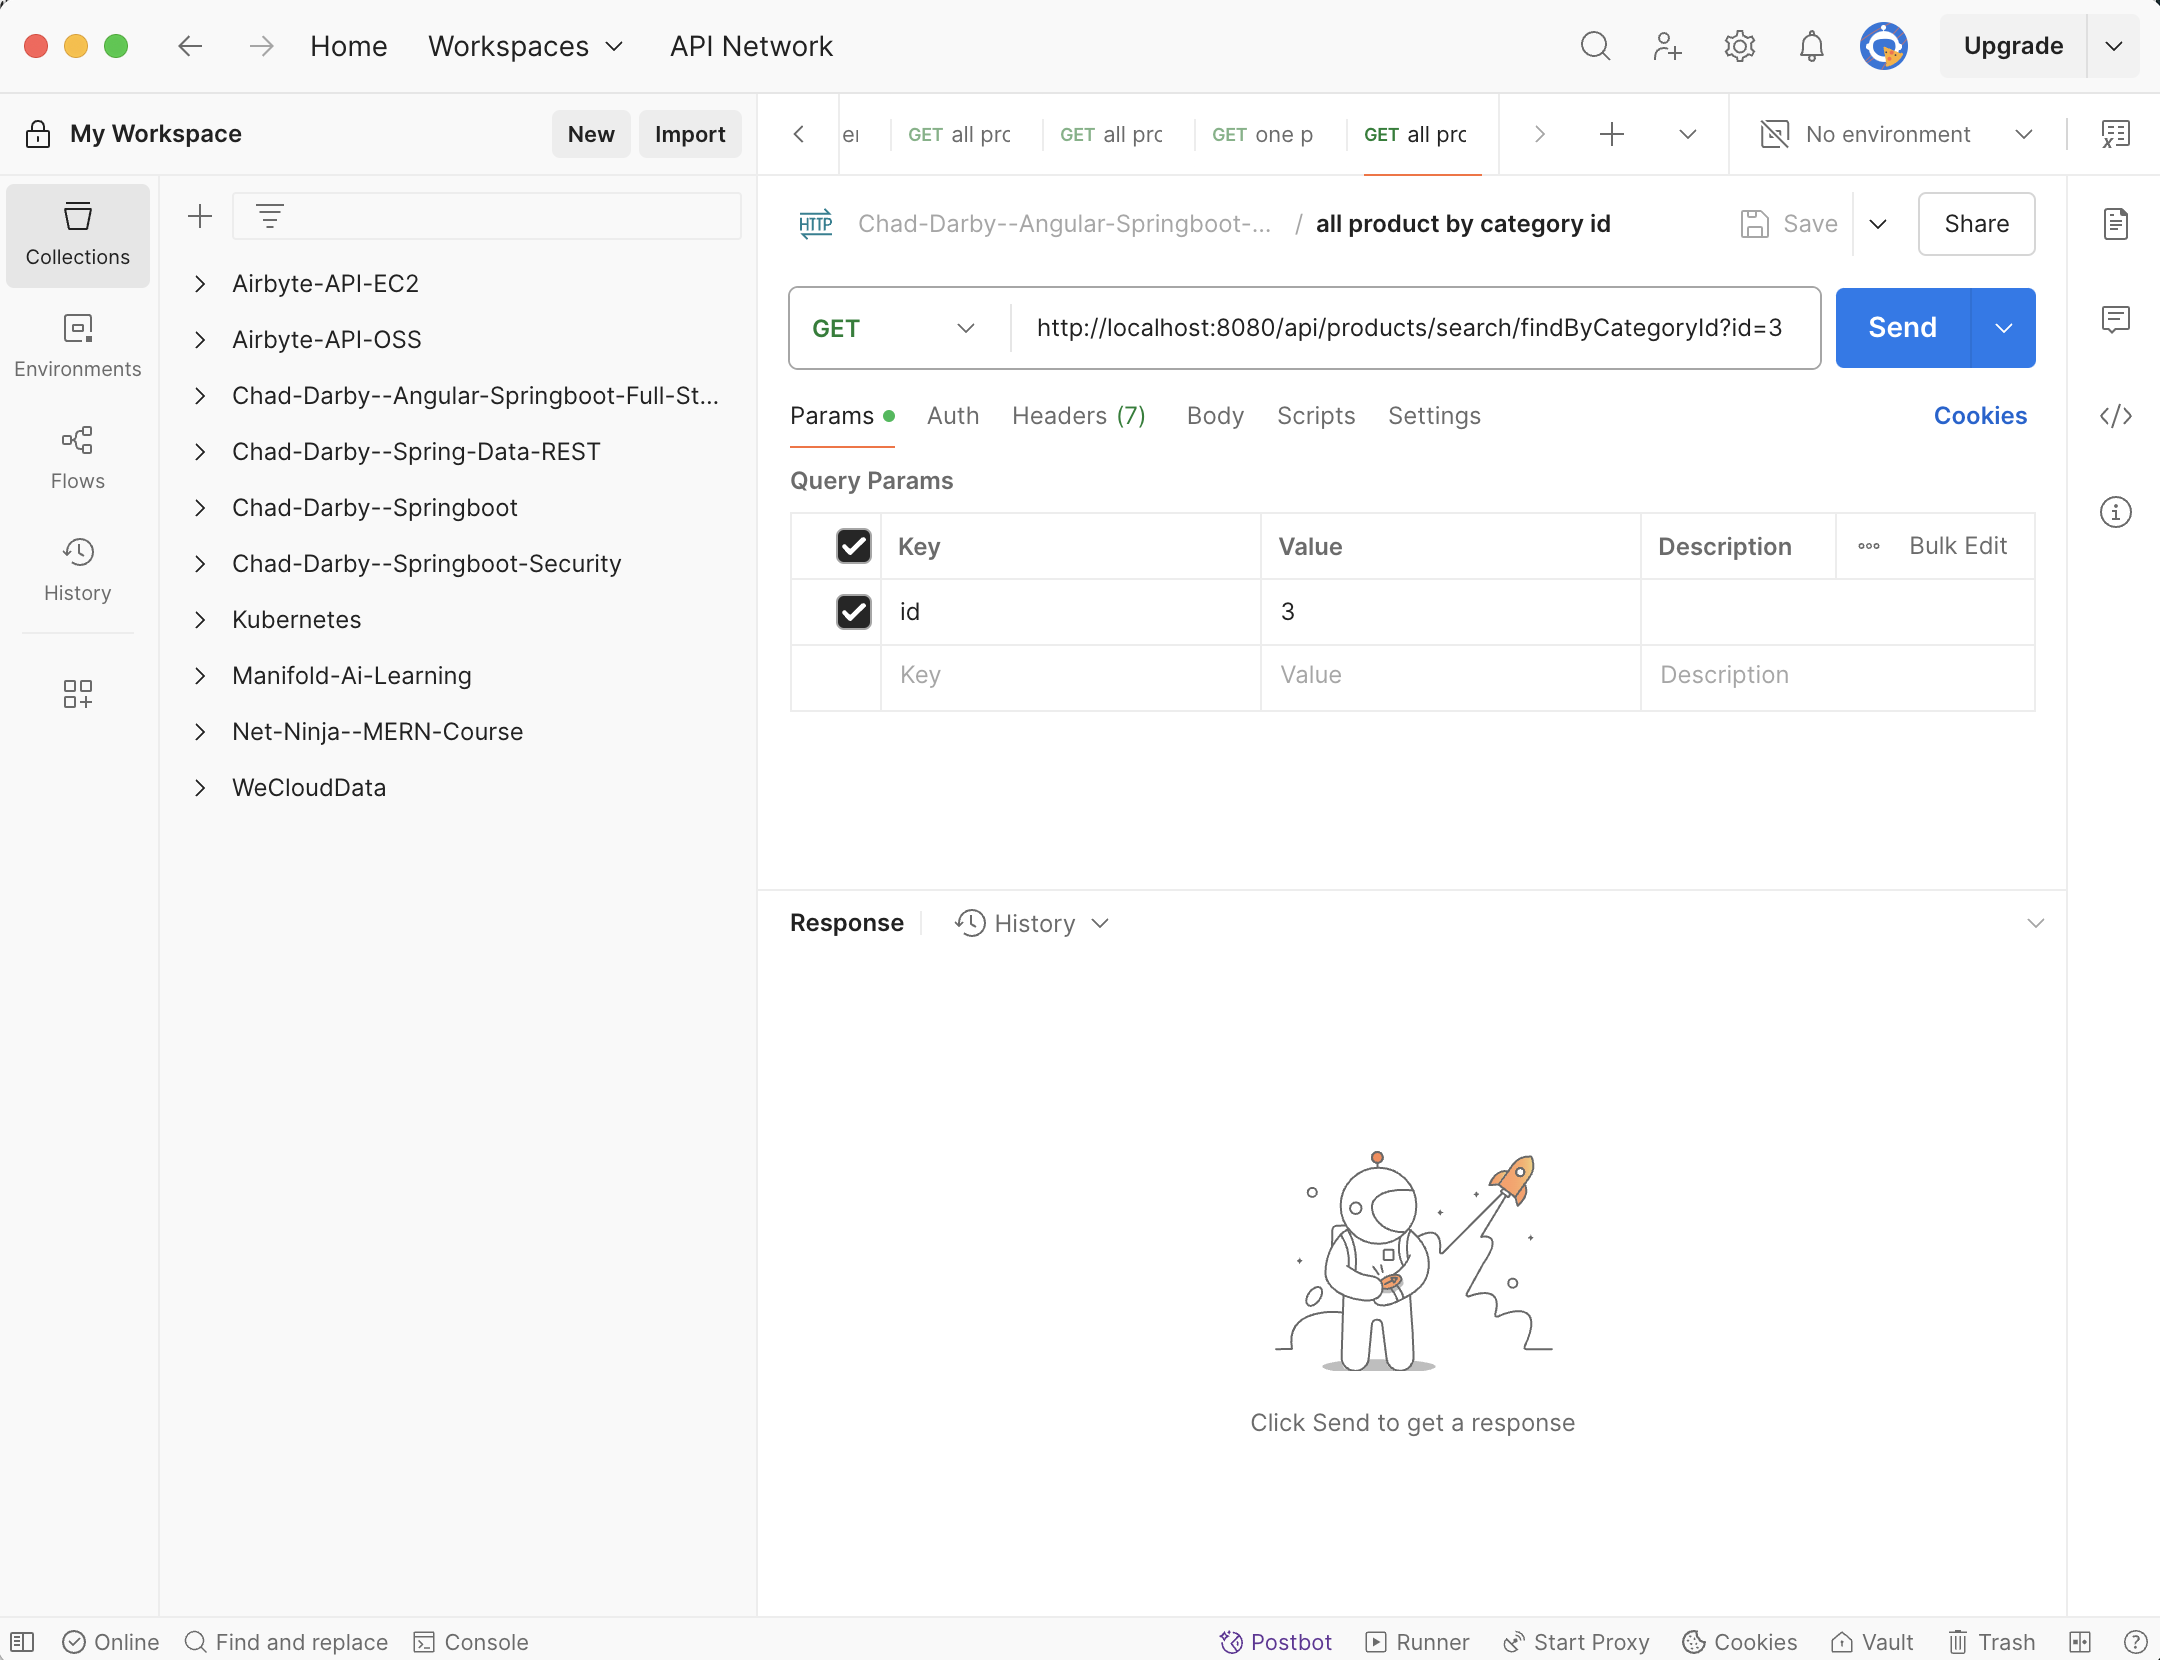 Home Workspaces API Network Upgrade
My Workspace New Import
GET all pro GET all pro GET one p GET all pro No environment
Collections
Environments
Flows
History
Airbyte-API-EC2
Airbyte-API-OSS
Chad-Darby--Angular-Springboot-Full-St...
Chad-Darby--Spring-Data-REST
Chad-Darby--Springboot
Chad-Darby--Springboot-Security
Kubernetes
Manifold-Ai-Learning
Net-Ninja--MERN-Course
WeCloudData
HTTP Chad-Darby--Angular-Springboot-... / all product by category id Save Share
GET http://localhost:8080/api/products/search/findByCategoryId?id=3 Send
Params Auth Headers (7) Body Scripts Settings Cookies
Query Params
Key Value Description Bulk Edit
id 3
Key Value Description
Response History
Click Send to get a response
Online Find and replace Console Postbot Runner Start Proxy Cookies Vault Trash